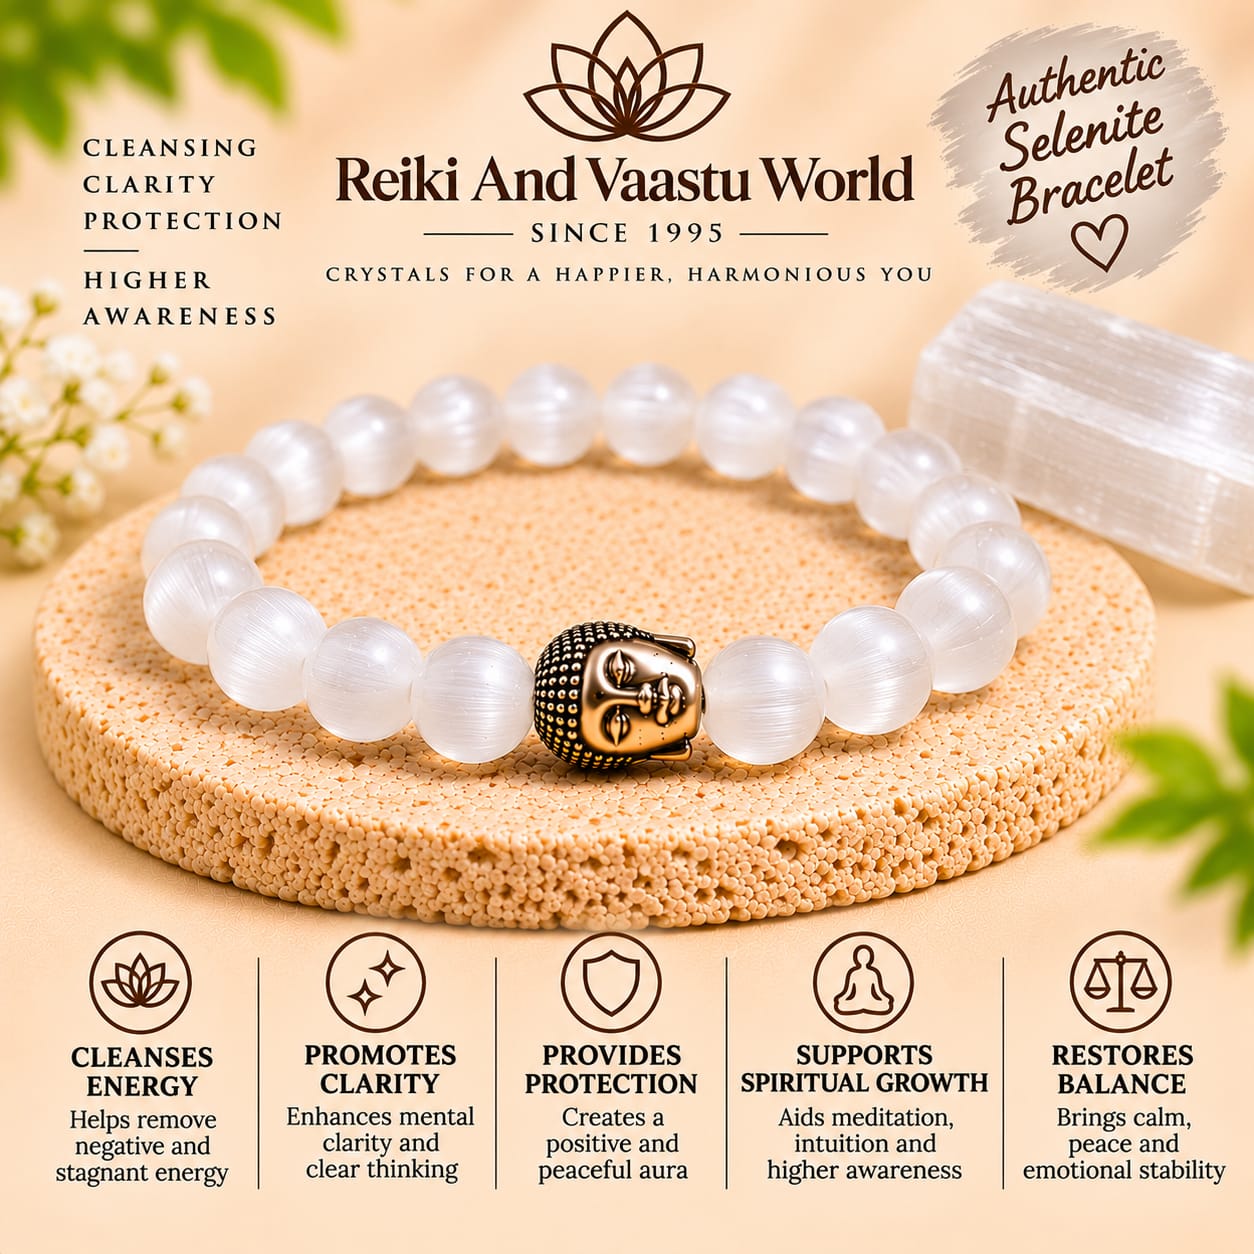 Reiki And Vaastu World
SINCE 1995
CRYSTALS FOR A HAPPIER, HARMONIOUS YOU
CLEANSING
CLARITY
PROTECTION
HIGHER
AWARENESS
Authentic
Selenite
Bracelet
CLEANSES
ENERGY
Helps remove
negative and
stagnant energy
PROMOTES
CLARITY
Enhances mental
clarity and
clear thinking
PROVIDES
PROTECTION
Creates a
positive and
peaceful aura
SUPPORTS
SPIRITUAL GROWTH
Aids meditation,
intuition and
higher awareness
RESTORES
BALANCE
Brings calm,
peace and
emotional stability